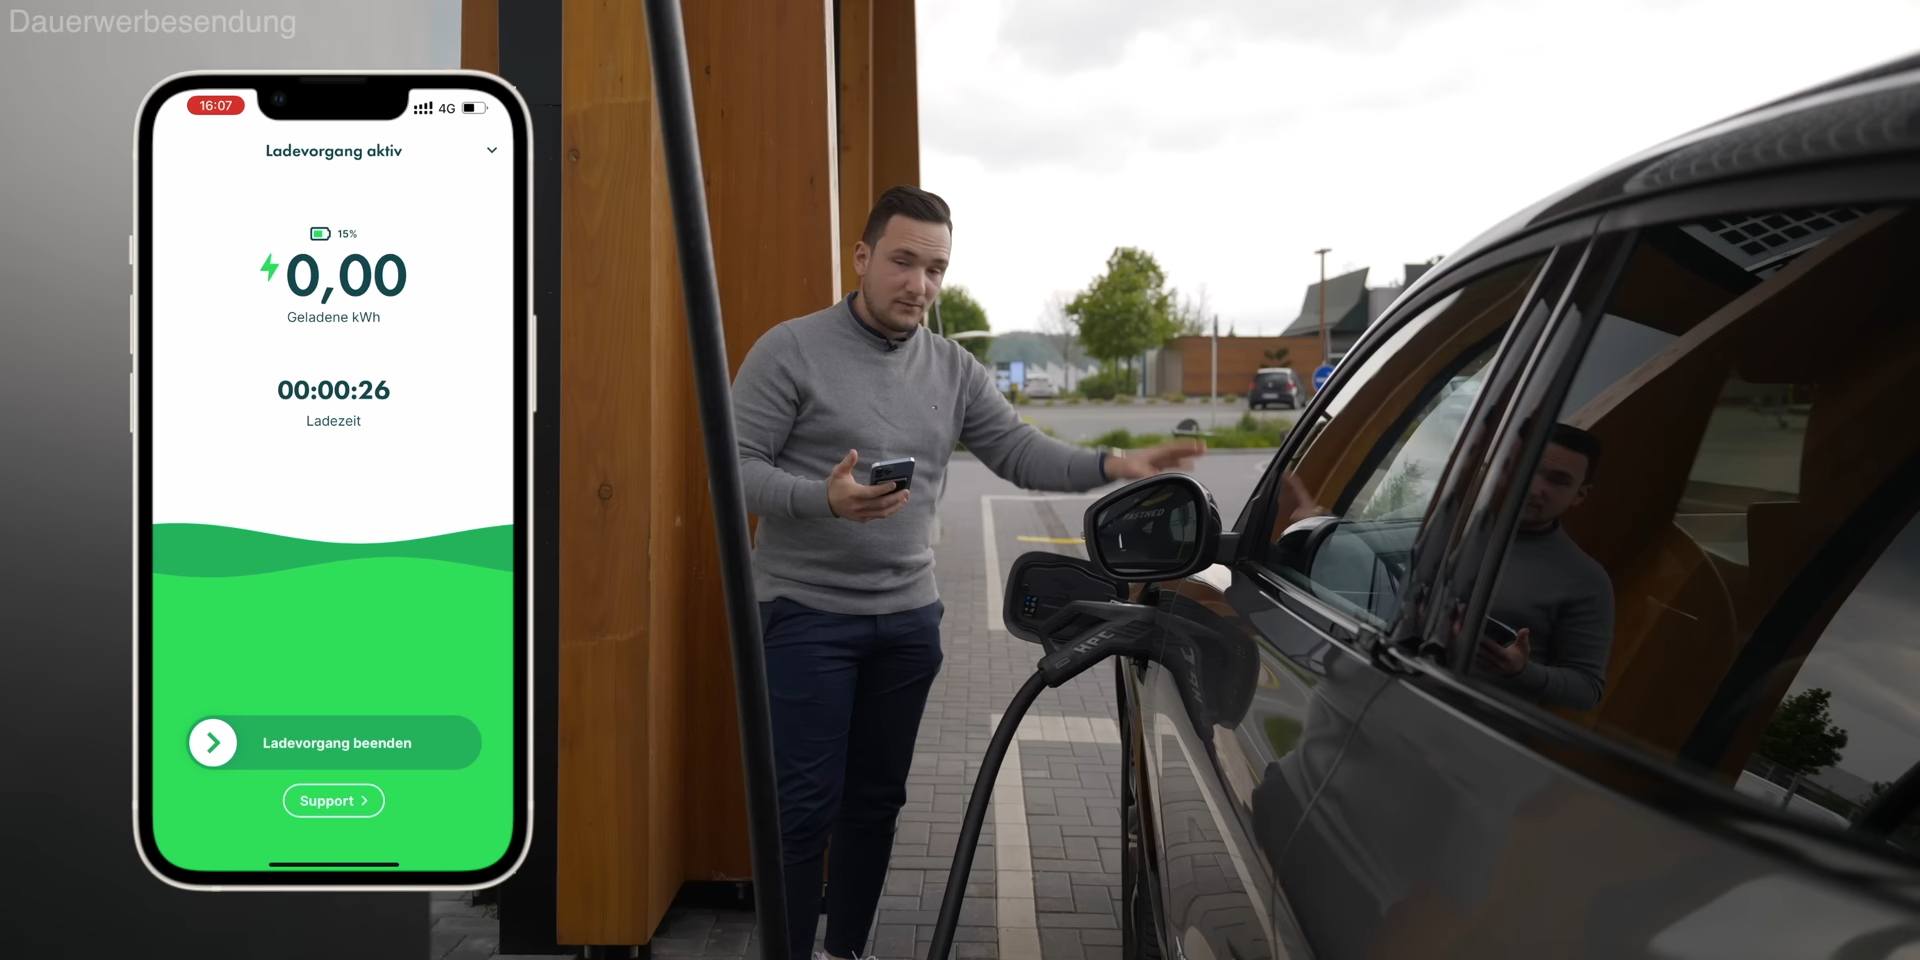 Dauerwerbesendung
16:07
4G
Ladevorgang aktiv
15%
0,00
Geladene kWh
00:00:26
Ladezeit
Ladevorgang beenden
Support
FASTNED
HPC